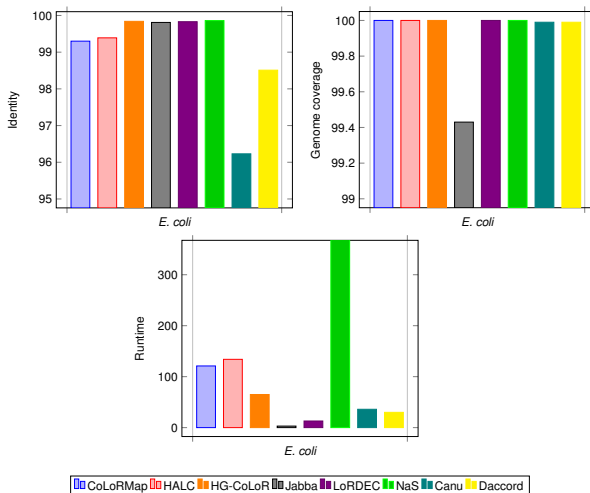 100
99
98
97
96
95
Identity
E. coli
100
99.8
99.6
99.4
99.2
99
Genome coverage
E. coli
300
200
100
0
Runtime
E. coli
CoLoRMap HALC HG-CoLoR Jabba LoRDEC NaS Canu Daccord